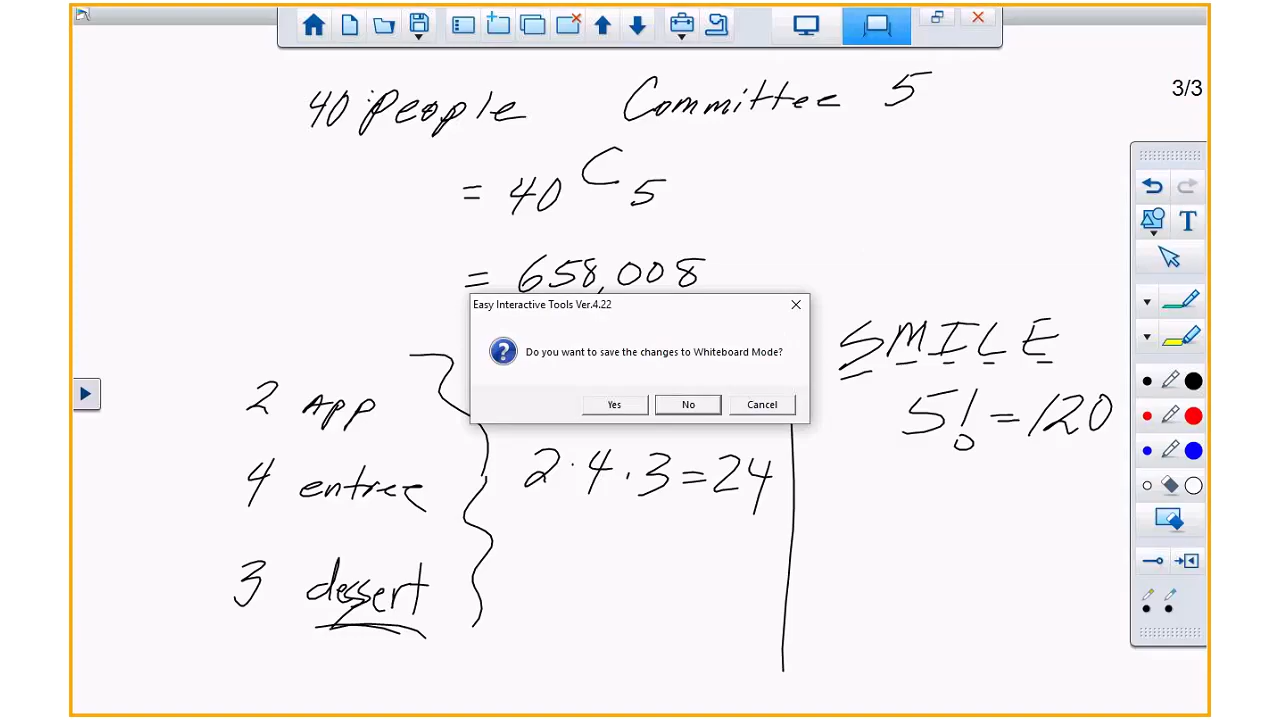 40 People Committee 5
3/3
= 40 C 5
= 658,008
Easy Interactive Tools Ver.4.22
Do you want to save the changes to Whiteboard Mode?
Yes No Cancel
SMILE
5! = 120
2 App
4 entree
3 dessert
2·4·3=24
T